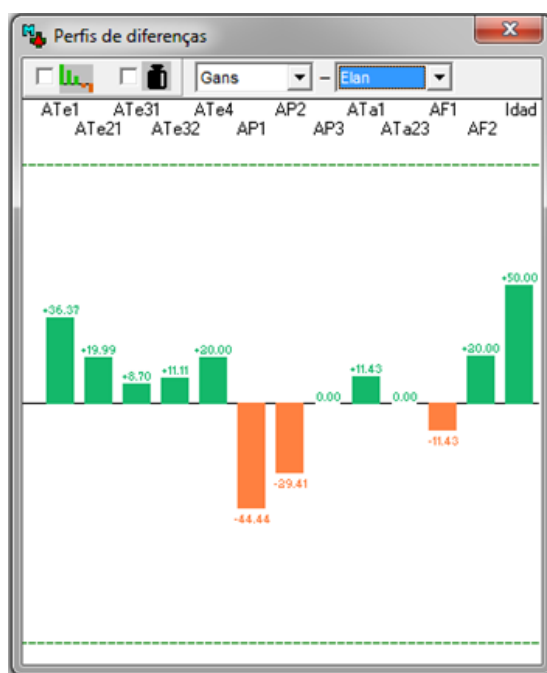 Perfis de diferenças
Gans – Elan
ATe1 ATe31 ATe4 AP2 ATa1 AF1 Idad
ATe21 ATe32 AP1 AP3 ATa23 AF2
+50.00
+36.37
+19.99 +20.00 +20.00
+8.70 +11.11 +11.43
0.00 0.00
-11.43
-29.41
-44.44